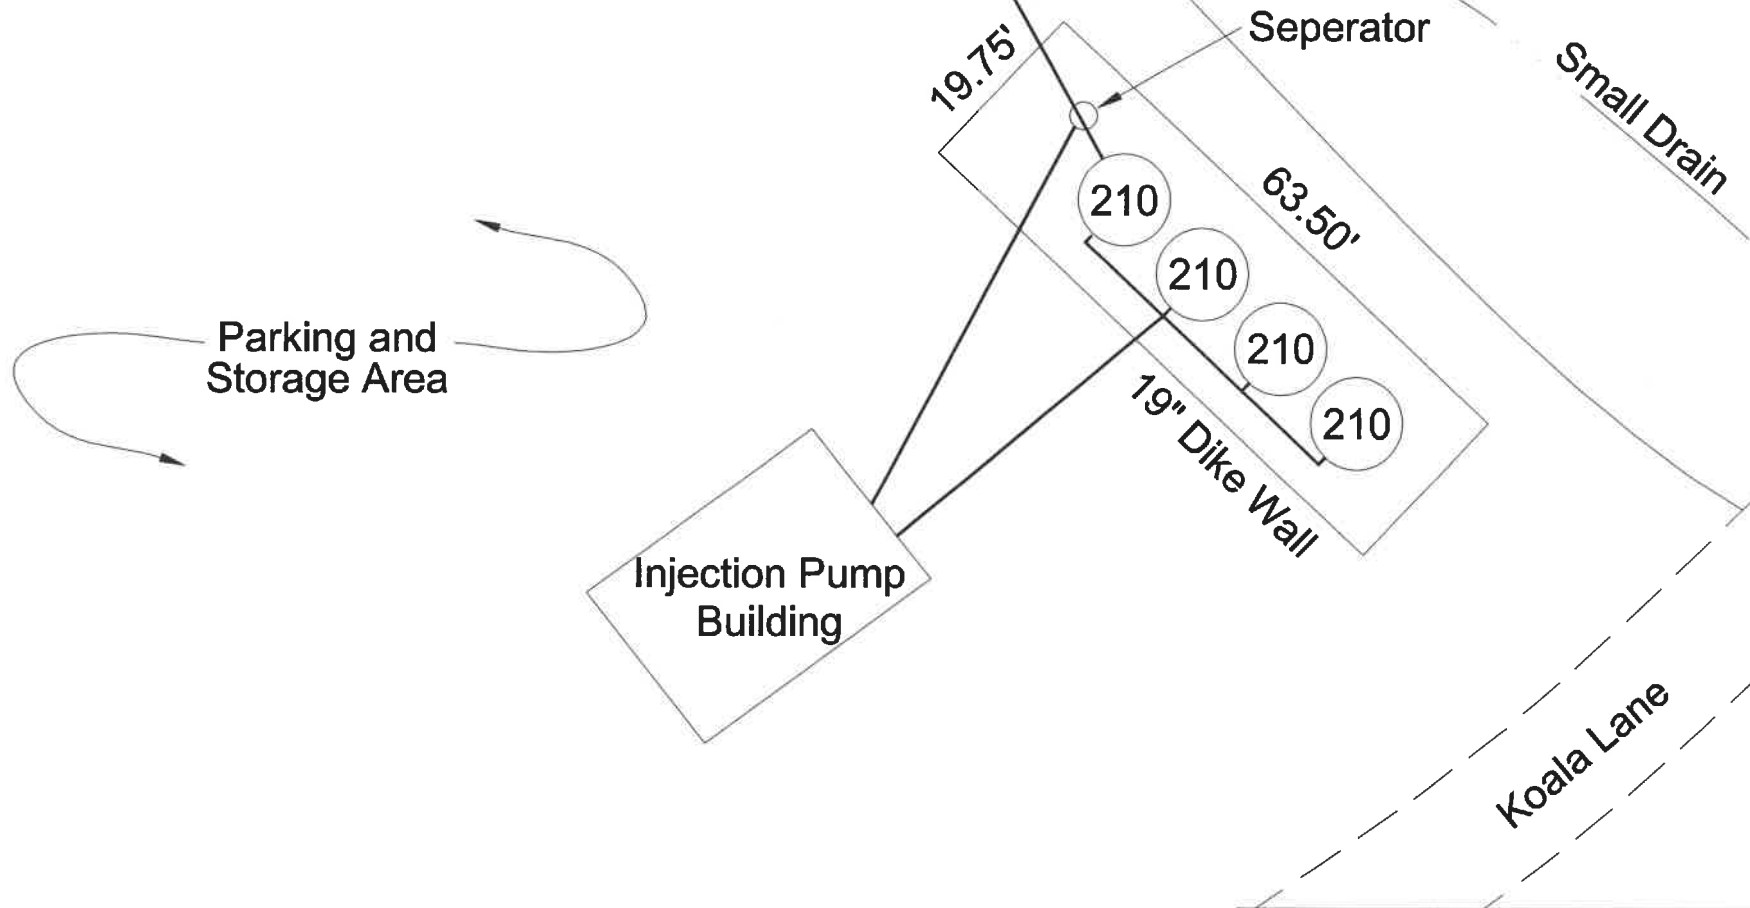 Seperator
19.75'
Small Drain
63.50'
210
210
210
210
19" Dike Wall
Parking and
Storage Area
Injection Pump
Building
Koala Lane